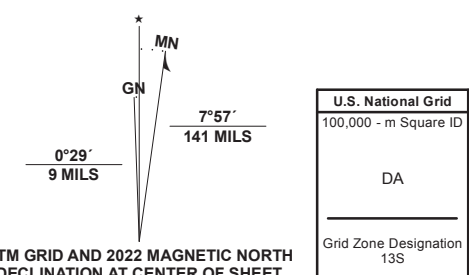 ★
MN
GN
7°57´
141 MILS
0°29´
9 MILS
TM GRID AND 2022 MAGNETIC NORTH
DECLINATION AT CENTER OF SHEET
U.S. National Grid
100,000 - m Square ID
DA
Grid Zone Designation
13S